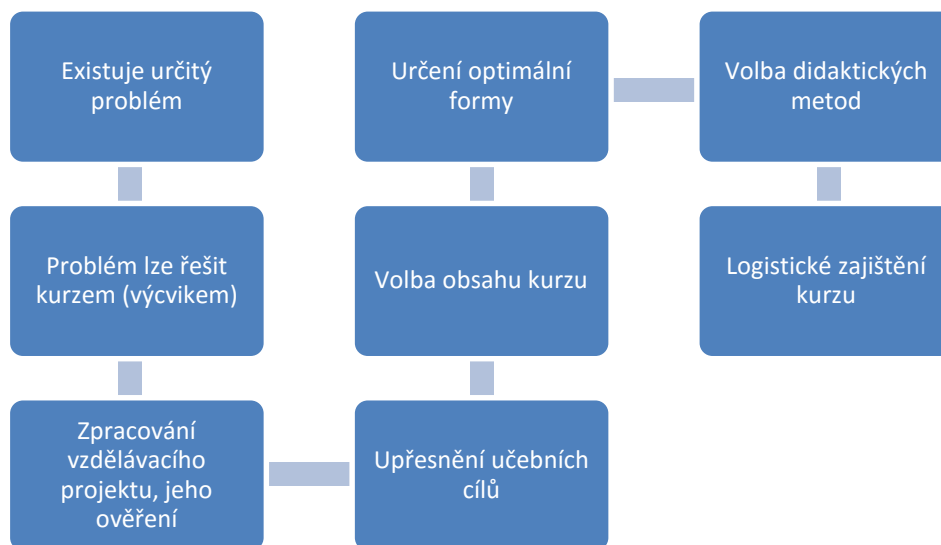 Existuje určitý
problém
Problém lze řešit
kurzem (výcvikem)
Zpracování
vzdělávacího
projektu, jeho
ověření
Upřesnění učebních
cílů
Volba obsahu kurzu
Určení optimální
formy
Volba didaktických
metod
Logistické zajištění
kurzu